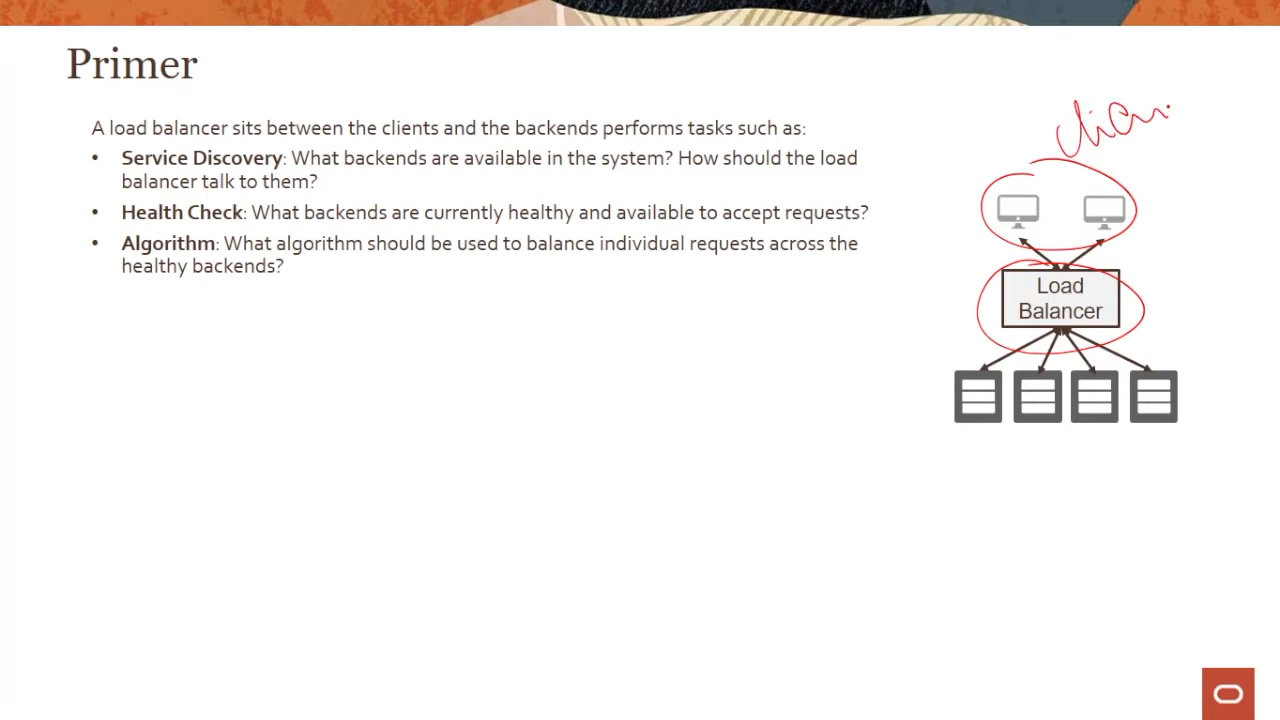 Primer
A load balancer sits between the clients and the backends performs tasks such as:
• Service Discovery: What backends are available in the system? How should the load
balancer talk to them?
• Health Check: What backends are currently healthy and available to accept requests?
• Algorithm: What algorithm should be used to balance individual requests across the
healthy backends?
Load
Balancer